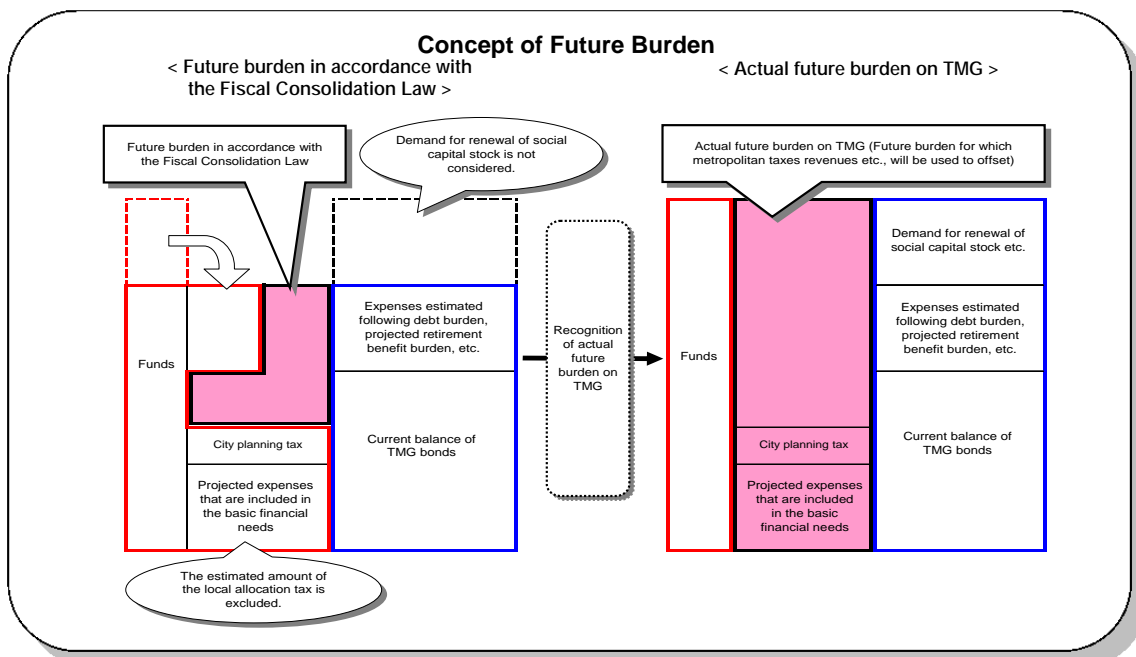 Concept of Future Burden
< Future burden in accordance with
the Fiscal Consolidation Law >
Future burden in accordance with
the Fiscal Consolidation Law
Demand for renewal of social
capital stock is not
considered.
Funds
Expenses estimated
following debt burden,
projected retirement
benefit burden, etc.
City planning tax
Current balance of
TMG bonds
Projected expenses
that are included in
the basic financial
needs
The estimated amount of
the local allocation tax is
excluded.
Recognition
of actual
future
burden on
TMG
< Actual future burden on TMG >
Actual future burden on TMG (Future burden for which
metropolitan taxes revenues etc., will be used to offset)
Funds
Demand for renewal of
social capital stock etc.
Expenses estimated
following debt burden,
projected retirement
benefit burden, etc.
City planning tax
Current balance of
TMG bonds
Projected expenses
that are included
in the basic
financial needs